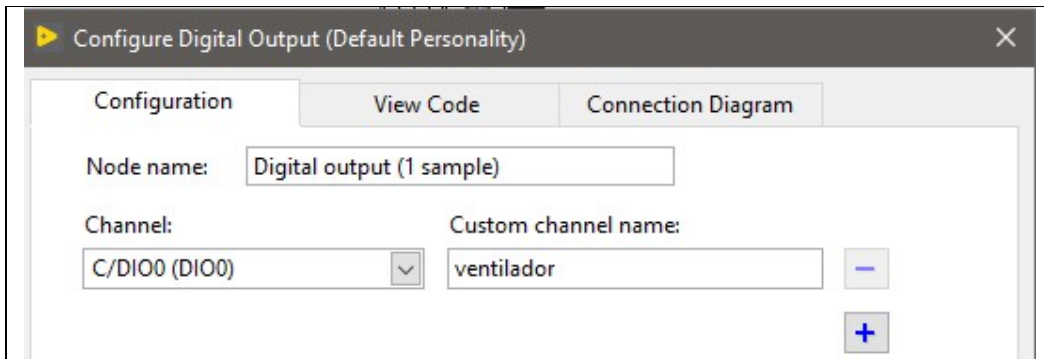 Configure Digital Output (Default Personality)
Configuration View Code Connection Diagram
Node name: Digital output (1 sample)
Channel: Custom channel name:
C/DIO0 (DIO0) ventilador